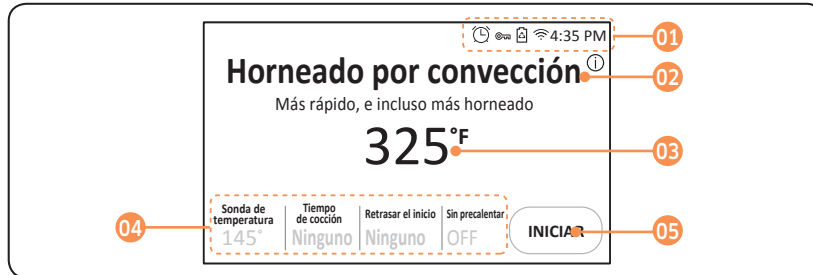 4:35 PM
01
Horneado por convección
02
Más rápido, e incluso más horneado
325°F
03
04
Sonda de
temperatura
145°
Tiempo
de cocción
Ninguno
Retrasar el inicio
Ninguno
Sin precalentar
OFF
INICIAR
05